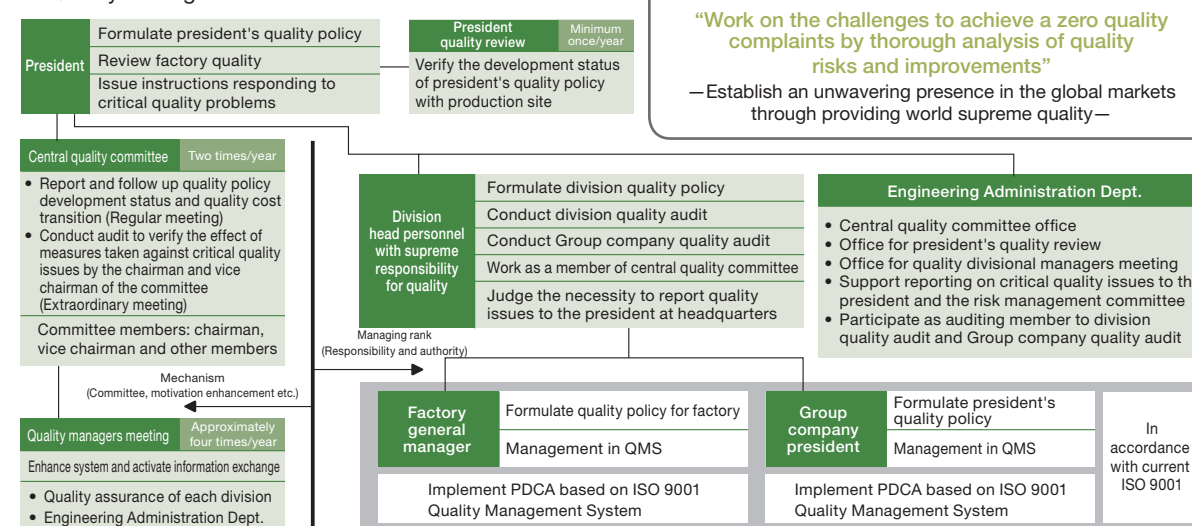 President
Formulate president's quality policy
Review factory quality
Issue instructions responding to
critical quality problems
President
quality review
Minimum
once/year
Verify the development status
of president's quality policy
with production site
“Work on the challenges to achieve a zero quality
complaints by thorough analysis of quality
risks and improvements”
—Establish an unwavering presence in the global markets
through providing world supreme quality—
Central quality committee
Two times/year
• Report and follow up quality policy
development status and quality cost
transition (Regular meeting)
• Conduct audit to verify the effect of
measures taken against critical quality
issues by the chairman and vice
chairman of the committee
(Extraordinary meeting)
Committee members: chairman,
vice chairman and other members
Mechanism
(Committee, motivation enhancement etc.)
Managing rank
(Responsibility and authority)
Quality managers meeting
Approximately
four times/year
Enhance system and activate information exchange
• Quality assurance of each division
• Engineering Administration Dept.
Division
head personnel
with supreme
responsibility
for quality
Formulate division quality policy
Conduct division quality audit
Conduct Group company quality audit
Work as a member of central quality committee
Judge the necessity to report quality
issues to the president at headquarters
Engineering Administration Dept.
• Central quality committee office
• Office for president's quality review
• Office for quality divisional managers meeting
• Support reporting on critical quality issues to th
president and the risk management committee
• Participate as auditing member to division
quality audit and Group company quality audit
Factory
general
manager
Formulate quality policy for factory
Management in QMS
Implement PDCA based on ISO 9001
Quality Management System
Group
company
president
Formulate president's
quality policy
Management in QMS
Implement PDCA based on ISO 9001
Quality Management System
In
accordance
with current
ISO 9001